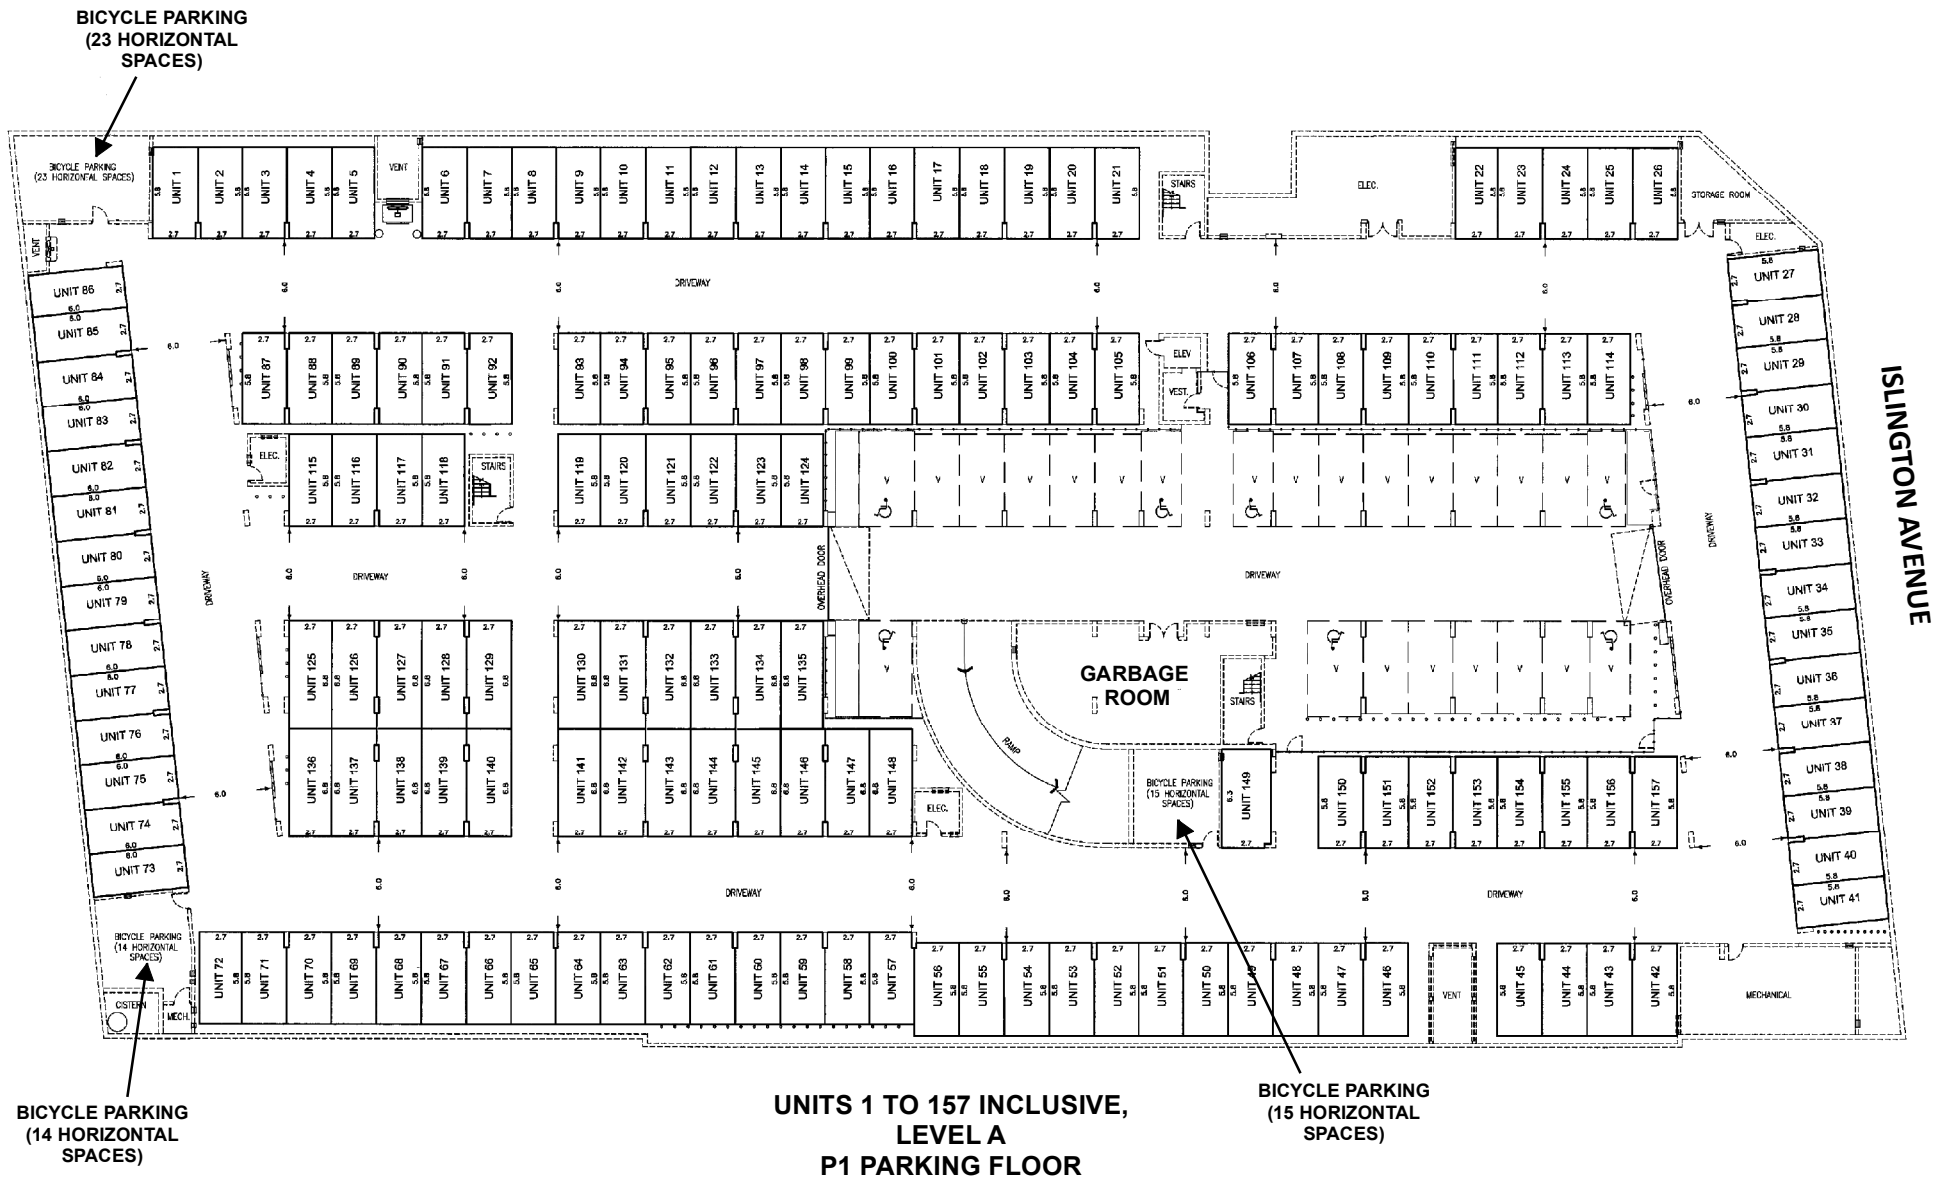 BICYCLE PARKING
(23 HORIZONTAL
SPACES)
BICYCLE PARKING
(23 HORIZONTAL SPACES)
UNIT 1
UNIT 2
UNIT 3
UNIT 4
UNIT 5
VENT
UNIT 6
UNIT 7
UNIT 8
UNIT 9
UNIT 10
UNIT 11
UNIT 12
UNIT 13
UNIT 14
UNIT 15
UNIT 16
UNIT 17
UNIT 18
UNIT 19
UNIT 20
UNIT 21
STAIRS
ELEC.
UNIT 22
UNIT 23
UNIT 24
UNIT 25
UNIT 26
STORAGE ROOM
ELEC.
VENT
DRIVEWAY
UNIT 27
UNIT 28
UNIT 29
UNIT 30
UNIT 31
UNIT 32
UNIT 33
UNIT 34
UNIT 35
UNIT 36
UNIT 37
UNIT 38
UNIT 39
UNIT 40
UNIT 41
ISLINGTON AVENUE
UNIT 86
UNIT 85
UNIT 84
UNIT 83
UNIT 82
UNIT 81
UNIT 80
UNIT 79
UNIT 78
UNIT 77
UNIT 76
UNIT 75
UNIT 74
UNIT 73
DRIVEWAY
UNIT 87
UNIT 88
UNIT 89
UNIT 90
UNIT 91
UNIT 92
UNIT 93
UNIT 94
UNIT 95
UNIT 96
UNIT 97
UNIT 98
UNIT 99
UNIT 100
UNIT 101
UNIT 102
UNIT 103
UNIT 104
UNIT 105
ELEV
VEST.
UNIT 106
UNIT 107
UNIT 108
UNIT 109
UNIT 110
UNIT 111
UNIT 112
UNIT 113
UNIT 114
ELEC.
UNIT 115
UNIT 116
UNIT 117
UNIT 118
STAIRS
UNIT 119
UNIT 120
UNIT 121
UNIT 122
UNIT 123
UNIT 124
DRIVEWAY
OVERHEAD DOOR
DRIVEWAY
OVERHEAD DOOR
DRIVEWAY
UNIT 125
UNIT 126
UNIT 127
UNIT 128
UNIT 129
UNIT 130
UNIT 131
UNIT 132
UNIT 133
UNIT 134
UNIT 135
RAMP
GARBAGE
ROOM
STAIRS
UNIT 136
UNIT 137
UNIT 138
UNIT 139
UNIT 140
UNIT 141
UNIT 142
UNIT 143
UNIT 144
UNIT 145
UNIT 146
UNIT 147
UNIT 148
ELEC.
BICYCLE PARKING
(15 HORIZONTAL
SPACES)
UNIT 149
UNIT 150
UNIT 151
UNIT 152
UNIT 153
UNIT 154
UNIT 155
UNIT 156
UNIT 157
DRIVEWAY
DRIVEWAY
BICYCLE PARKING
(14 HORIZONTAL
SPACES)
CISTERN
MECH.
UNIT 72
UNIT 71
UNIT 70
UNIT 69
UNIT 68
UNIT 67
UNIT 66
UNIT 65
UNIT 64
UNIT 63
UNIT 62
UNIT 61
UNIT 60
UNIT 59
UNIT 58
UNIT 57
UNIT 56
UNIT 55
UNIT 54
UNIT 53
UNIT 52
UNIT 51
UNIT 50
UNIT 49
UNIT 48
UNIT 47
UNIT 46
VENT
UNIT 45
UNIT 44
UNIT 43
UNIT 42
MECHANICAL
BICYCLE PARKING
(14 HORIZONTAL
SPACES)
UNITS 1 TO 157 INCLUSIVE,
LEVEL A
P1 PARKING FLOOR
BICYCLE PARKING
(15 HORIZONTAL
SPACES)